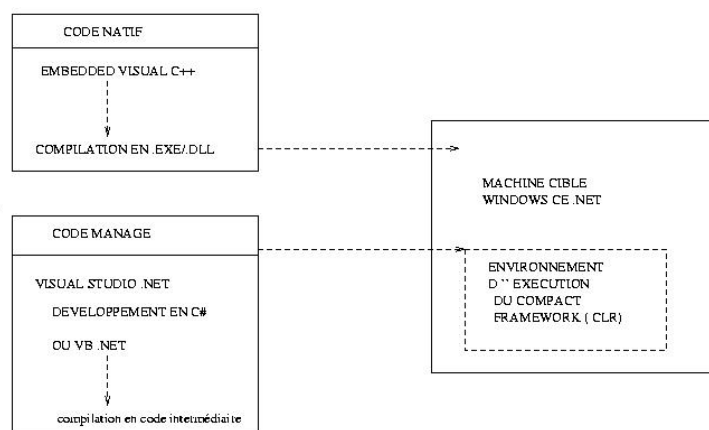 CODE NATIF
EMBEDDED VISUAL C++
COMPILATION EN .EXE/.DLL
CODE MANAGE
VISUAL STUDIO .NET
DEVELOPPEMENT EN C#
OU VB .NET
compilation en code intermédiaite
MACHINE CIBLE
WINDOWS CE .NET
ENVIRONNEMENT
D `` EXECUTION
DU COMPACT
FRAMEWORK ( CLR)